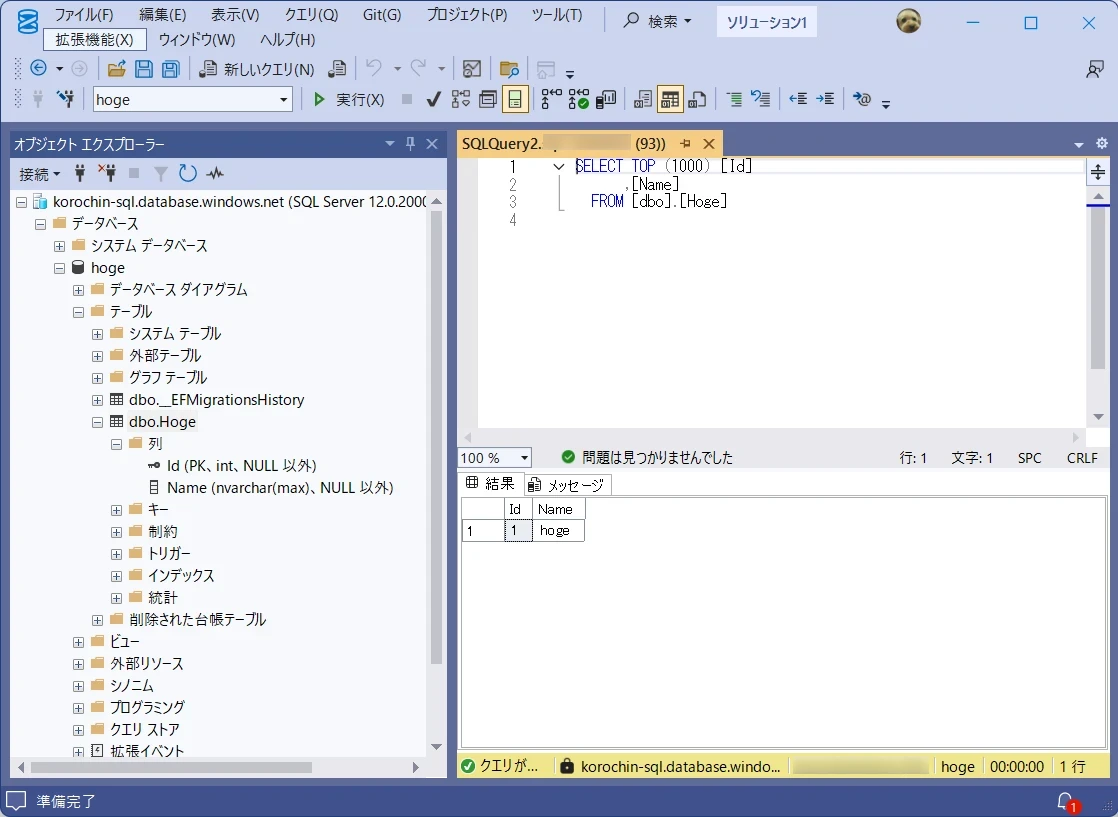 ファイル(F) 編集(E) 表示(V) クエリ(Q) Git(G) プロジェクト(P) ツール(T) 検索 ソリューション1
拡張機能(X) ウィンドウ(W) ヘルプ(H)
新しいクエリ(N)
hoge 実行(X)
オブジェクト エクスプローラー
接続
korochin-sql.database.windows.net (SQL Server 12.0.2000
データベース
システム データベース
hoge
データベース ダイアグラム
テーブル
システム テーブル
外部テーブル
グラフ テーブル
dbo.__EFMigrationsHistory
dbo.Hoge
列
Id (PK、int、NULL 以外)
Name (nvarchar(max)、NULL 以外)
キー
制約
トリガー
インデックス
統計
削除された台帳テーブル
ビュー
外部リソース
シノニム
プログラミング
クエリ ストア
拡張イベント
SQLQuery2. (93))
1 SELECT TOP (1000) [Id]
2 ,[Name]
3 FROM [dbo].[Hoge]
4
100 % 問題は見つかりませんでした 行: 1 文字: 1 SPC CRLF
結果 メッセージ
Id Name
1 1 hoge
クエリが... korochin-sql.database.windo... hoge 00:00:00 1 行
準備完了 1